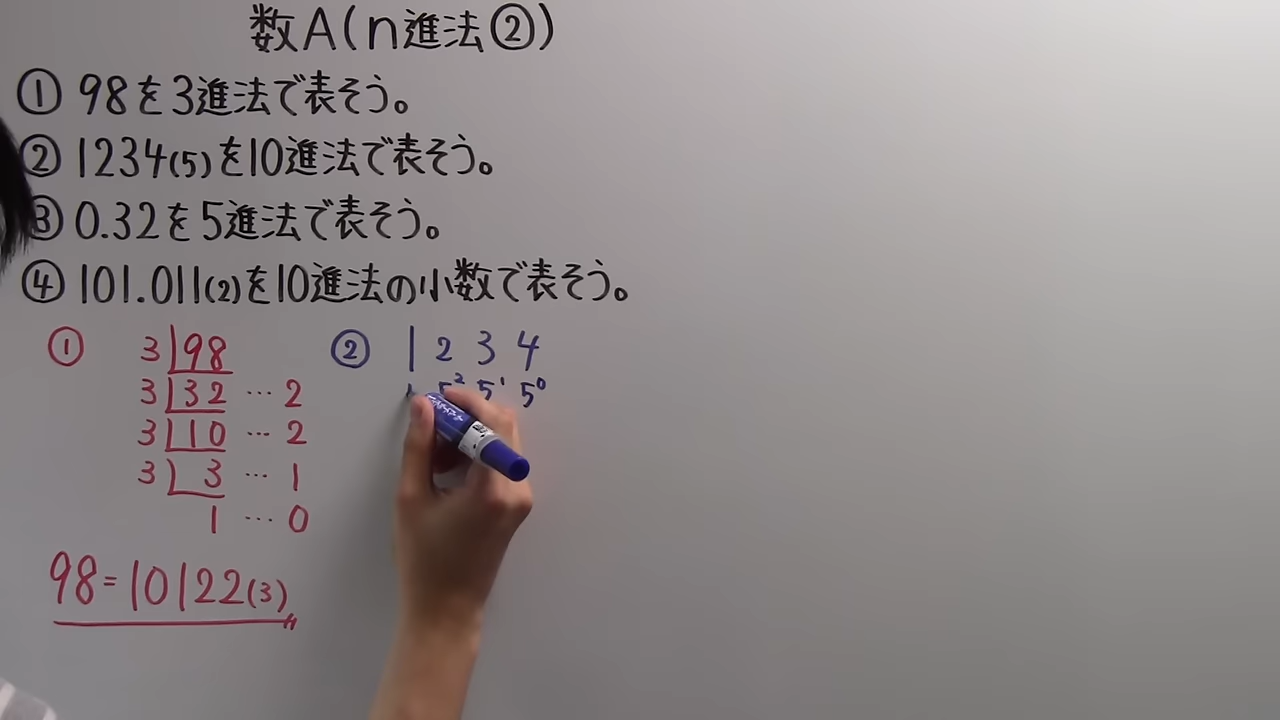 数A(n進法②)
① 98を3進法で表そう。
② 1234(5)を10進法で表そう。
③ 0.32を5進法で表そう。
④ 101.011(2)を10進法の小数で表そう。
① 3 98
3 32 … 2
3 10 … 2
3 3 … 1
1 … 0
98=10122(3)
② 1 2 3 4
5² 5¹ 5⁰